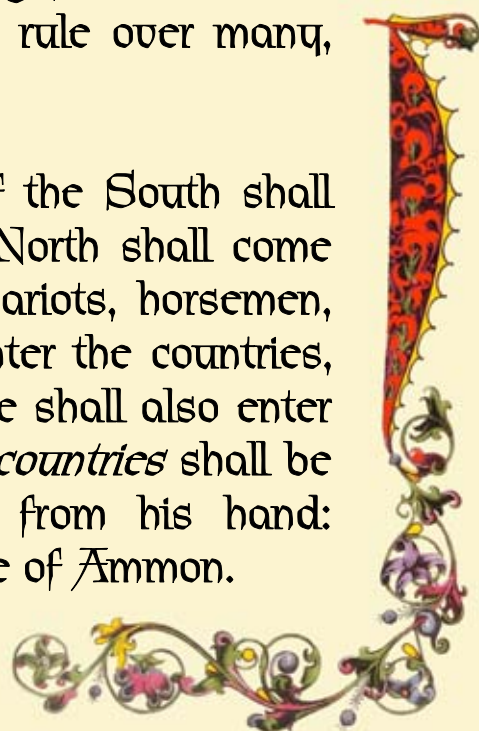 rule over many,
the South shall
North shall come
ariots, horsemen,
ter the countries,
e shall also enter
countries shall be
from his hand:
e of Ammon.